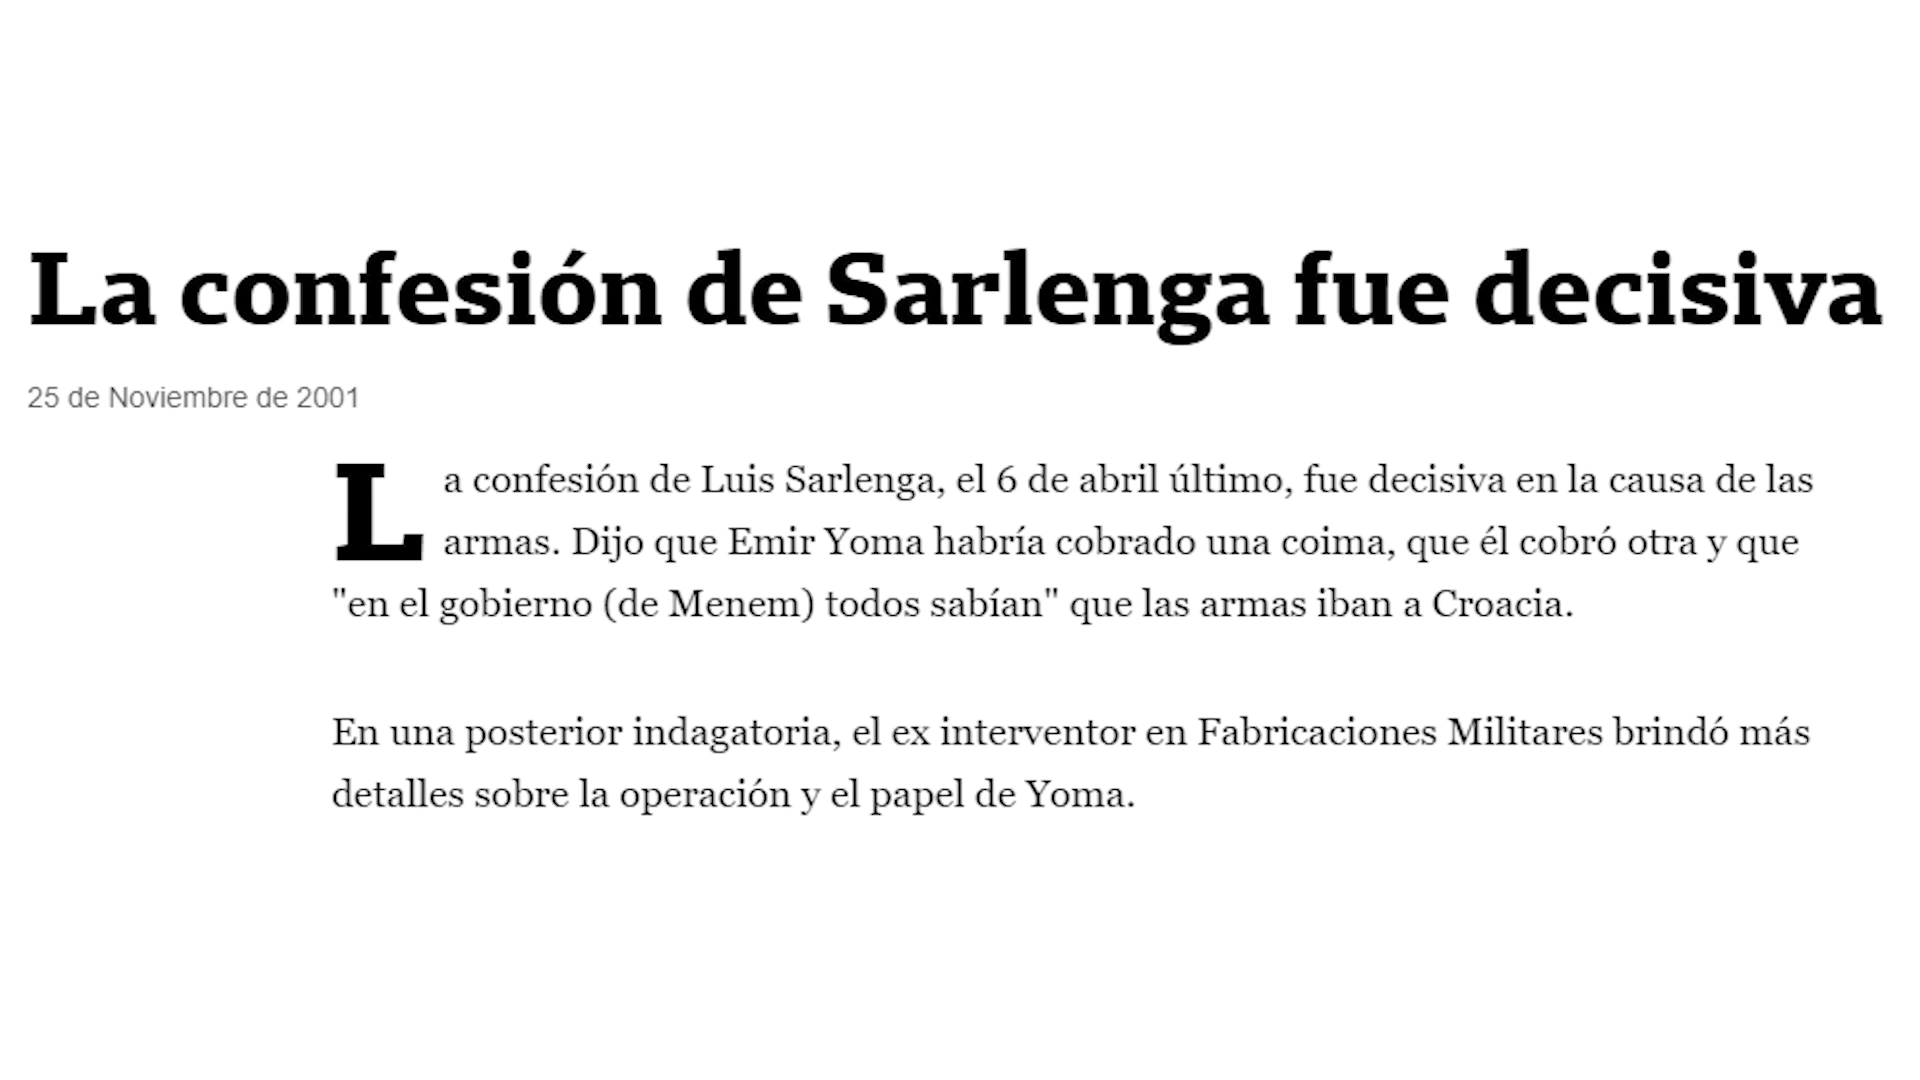 La confesión de Sarlenga fue decisiva
25 de Noviembre de 2001
La confesión de Luis Sarlenga, el 6 de abril último, fue decisiva en la causa de las
armas. Dijo que Emir Yoma habría cobrado una coima, que él cobró otra y que
"en el gobierno (de Menem) todos sabían" que las armas iban a Croacia.
En una posterior indagatoria, el ex interventor en Fabricaciones Militares brindó más
detalles sobre la operación y el papel de Yoma.